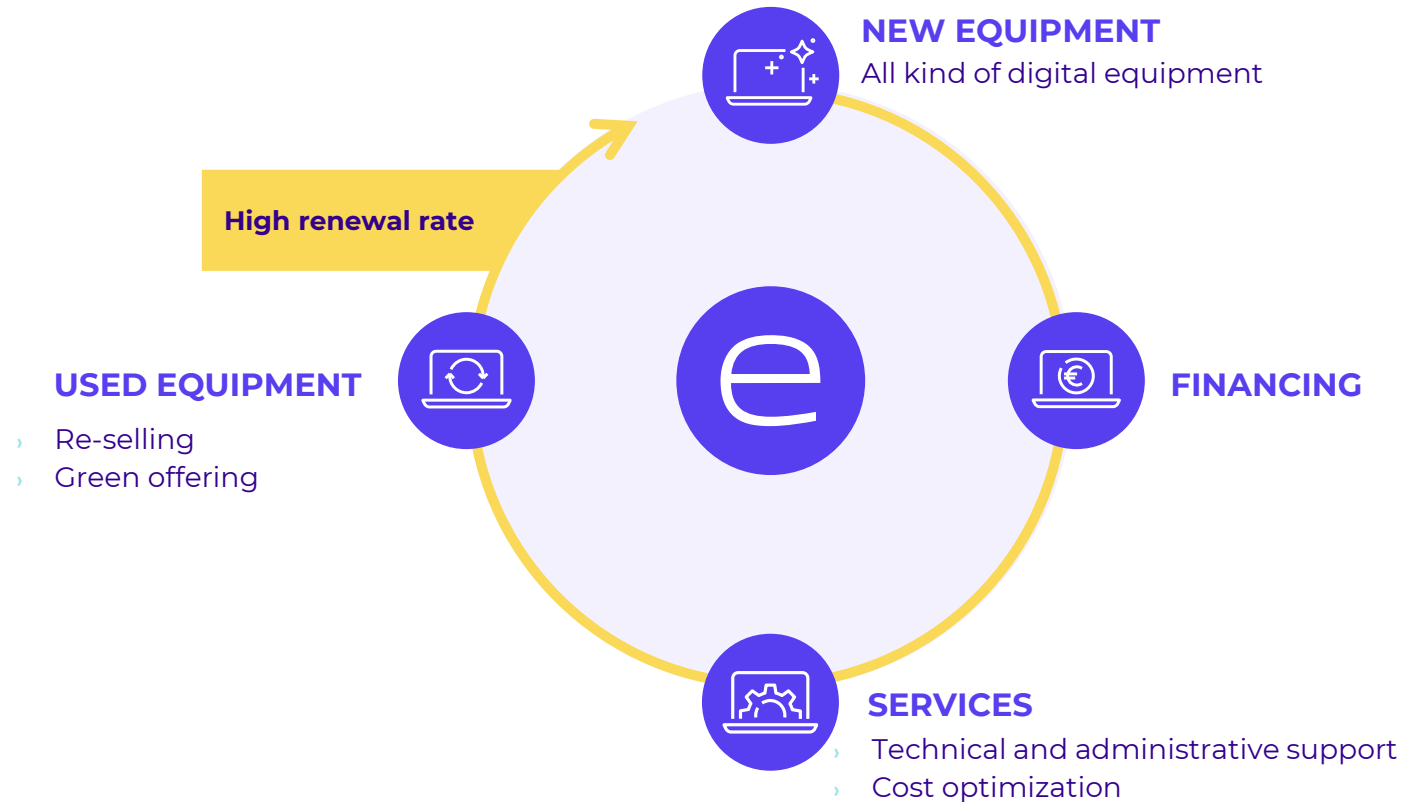 NEW EQUIPMENT
All kind of digital equipment
High renewal rate
e
€
USED EQUIPMENT
› Re-selling
› Green offering
FINANCING
SERVICES
› Technical and administrative support
› Cost optimization